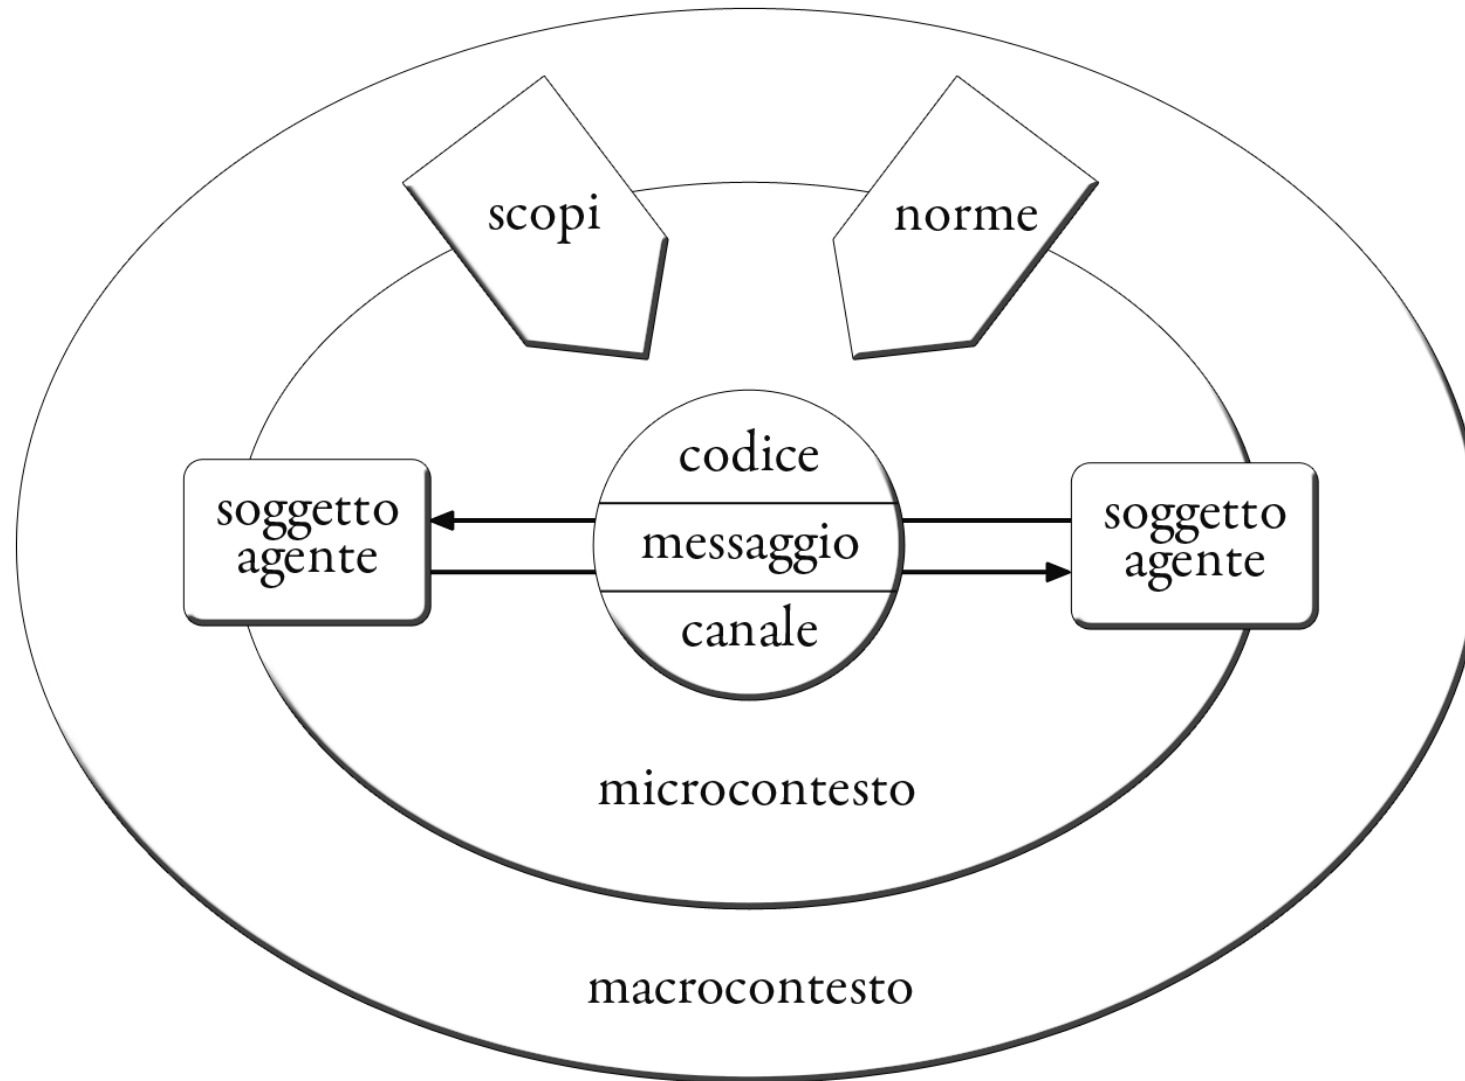 scopi
norme
codice
soggetto
agente
messaggio
soggetto
agente
canale
microcontesto
macrocontesto